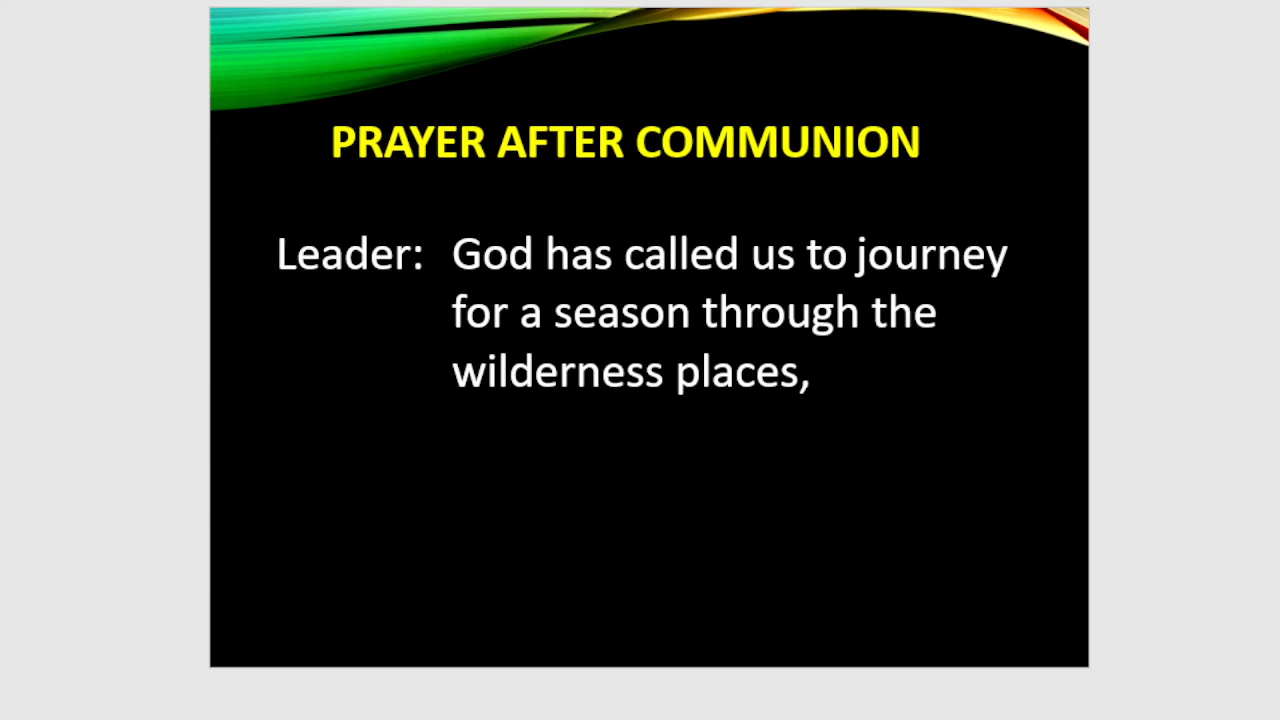 PRAYER AFTER COMMUNION
Leader: God has called us to journey
for a season through the
wilderness places,